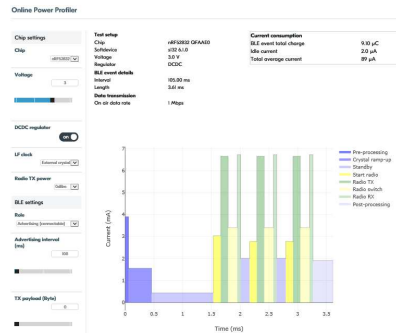 Online Power Profiler
Chip settings
Chip
nRF52832
Voltage
3
DCDC regulator
ON
LF clock
External crystal
Radio TX power
0dBm
BLE settings
Role
Advertising (connectable)
Advertising interval
(ms)
100
TX payload (Byte)
0
Test setup
Chip nRF52832 QFAAE0
Softdevice s132 6.1.0
Voltage 3.0 V
Regulator DCDC
BLE event details
Interval 105.00 ms
Length 3.61 ms
Data transmission
On air data rate 1 Mbps
Current consumption
BLE event total charge 9.10 µC
Idle current 2.0 µA
Total average current 89 µA
7
6
5
4
3
2
1
0
Current (mA)
0 0.5 1 1.5 2 2.5 3 3.5
Time (ms)
Pre-processing
Crystal ramp-up
Standby
Start radio
Radio TX
Radio switch
Radio RX
Post-processing